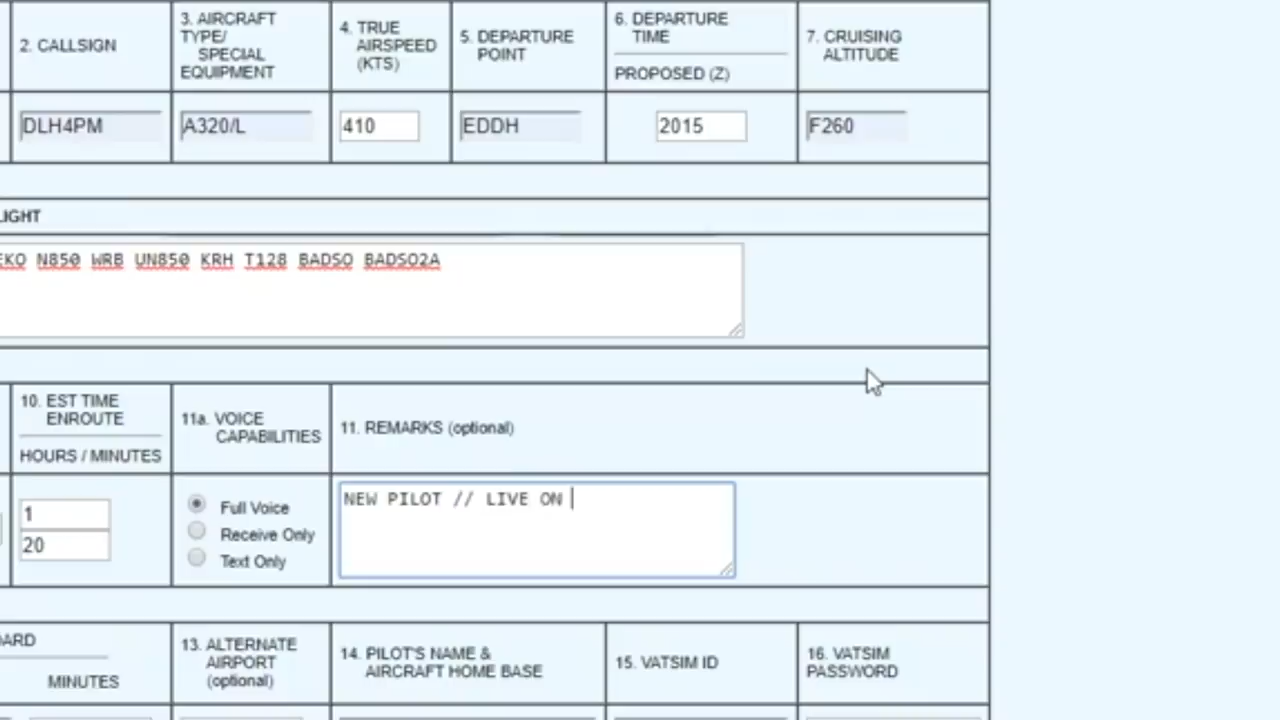 2. CALLSIGN
3. AIRCRAFT
TYPE/
SPECIAL
EQUIPMENT
4. TRUE
AIRSPEED
(KTS)
5. DEPARTURE
POINT
6. DEPARTURE
TIME
PROPOSED (Z)
7. CRUISING
ALTITUDE
DLH4PM
A320/L
410
EDDH
2015
F260
LIGHT
EKO N850 WRB UN850 KRH T128 BADSO BADSO2A
10. EST TIME
ENROUTE
HOURS / MINUTES
11a. VOICE
CAPABILITIES
11. REMARKS (optional)
1
20
Full Voice
Receive Only
Text Only
NEW PILOT // LIVE ON
OARD
MINUTES
13. ALTERNATE
AIRPORT
(optional)
14. PILOT'S NAME &
AIRCRAFT HOME BASE
15. VATSIM ID
16. VATSIM
PASSWORD